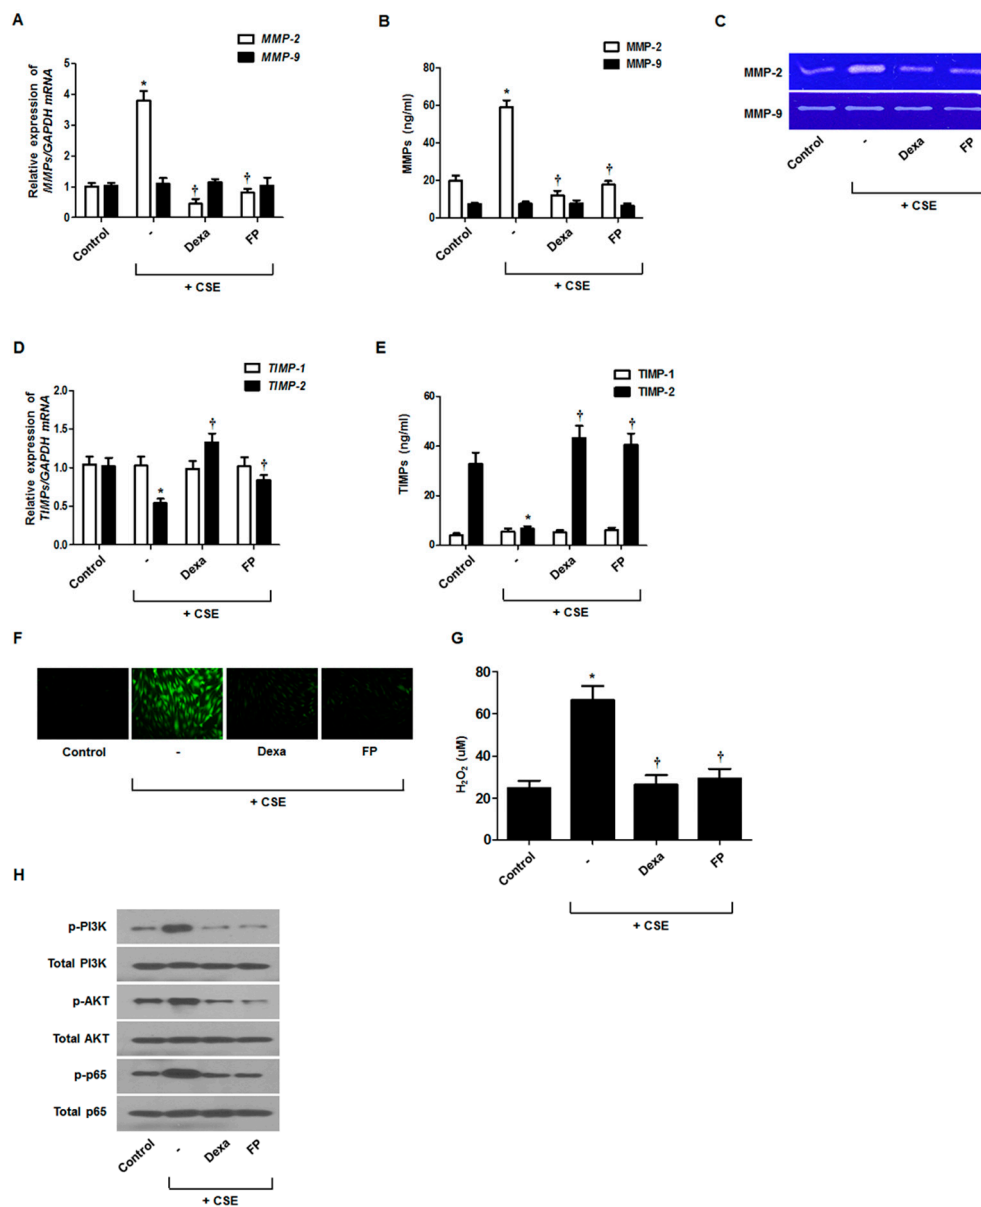 A
MMP-2
MMP-9
Relative expression of
MMPs/GAPDH mRNA
5
4
3
2
1
0
*
†
†
Control
-
Dexa
FP
+ CSE
B
MMP-2
MMP-9
MMPs (ng/ml)
80
60
40
20
0
*
†
†
Control
-
Dexa
FP
+ CSE
C
MMP-2
MMP-9
Control
-
Dexa
FP
+ CSE
D
TIMP-1
TIMP-2
Relative expression of
TIMPs/GAPDH mRNA
2.0
1.5
1.0
0.5
0.0
*
†
†
Control
-
Dexa
FP
+ CSE
E
TIMP-1
TIMP-2
TIMPs (ng/ml)
60
40
20
0
*
†
†
Control
-
Dexa
FP
+ CSE
F
Control
-
Dexa
FP
+ CSE
G
H₂O₂ (uM)
80
60
40
20
0
*
†
†
Control
-
Dexa
FP
+ CSE
H
p-PI3K
Total PI3K
p-AKT
Total AKT
p-p65
Total p65
Control
-
Dexa
FP
+ CSE